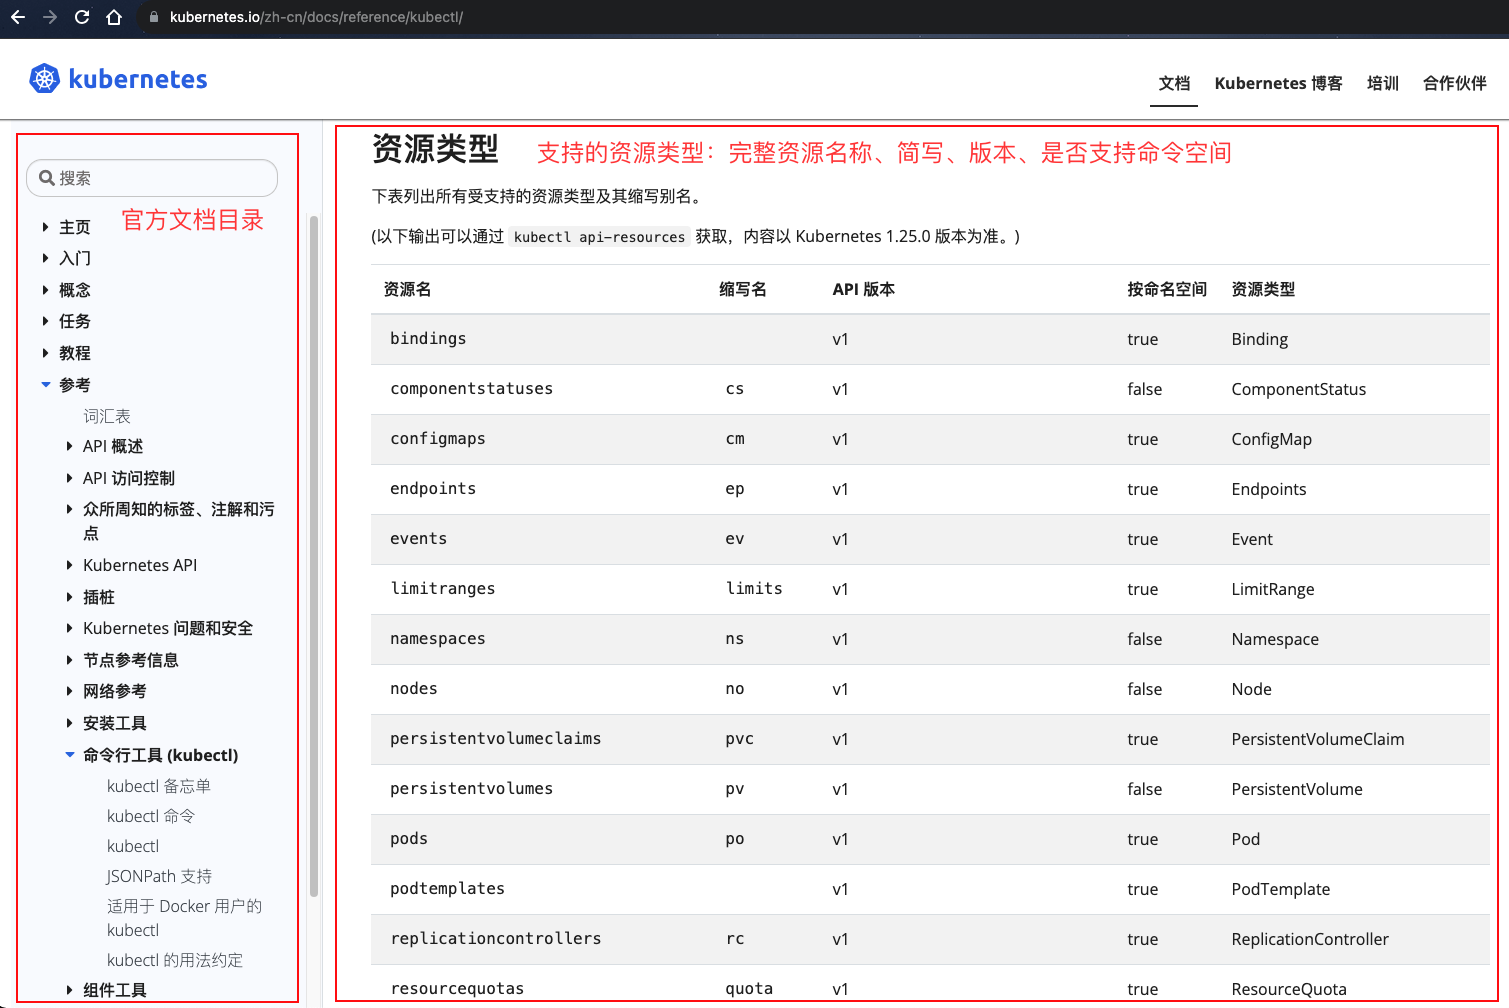 kubernetes.io/zh-cn/docs/reference/kubectl/
kubernetes
文档 Kubernetes 博客 培训 合作伙伴
搜索
官方文档目录
主页
入门
概念
任务
教程
参考
词汇表
API 概述
API 访问控制
众所周知的标签、注解和污
点
Kubernetes API
插桩
Kubernetes 问题和安全
节点参考信息
网络参考
安装工具
命令行工具 (kubectl)
kubectl 备忘单
kubectl 命令
kubectl
JSONPath 支持
适用于 Docker 用户的
kubectl
kubectl 的用法约定
组件工具
资源类型 支持的资源类型：完整资源名称、简写、版本、是否支持命令空间
下表列出所有受支持的资源类型及其缩写别名。
(以下输出可以通过 kubectl api-resources 获取，内容以 Kubernetes 1.25.0 版本为准。)
资源名 缩写名 API 版本 按命名空间 资源类型
bindings v1 true Binding
componentstatuses cs v1 false ComponentStatus
configmaps cm v1 true ConfigMap
endpoints ep v1 true Endpoints
events ev v1 true Event
limitranges limits v1 true LimitRange
namespaces ns v1 false Namespace
nodes no v1 false Node
persistentvolumeclaims pvc v1 true PersistentVolumeClaim
persistentvolumes pv v1 false PersistentVolume
pods po v1 true Pod
podtemplates v1 true PodTemplate
replicationcontrollers rc v1 true ReplicationController
resourcequotas quota v1 true ResourceQuota